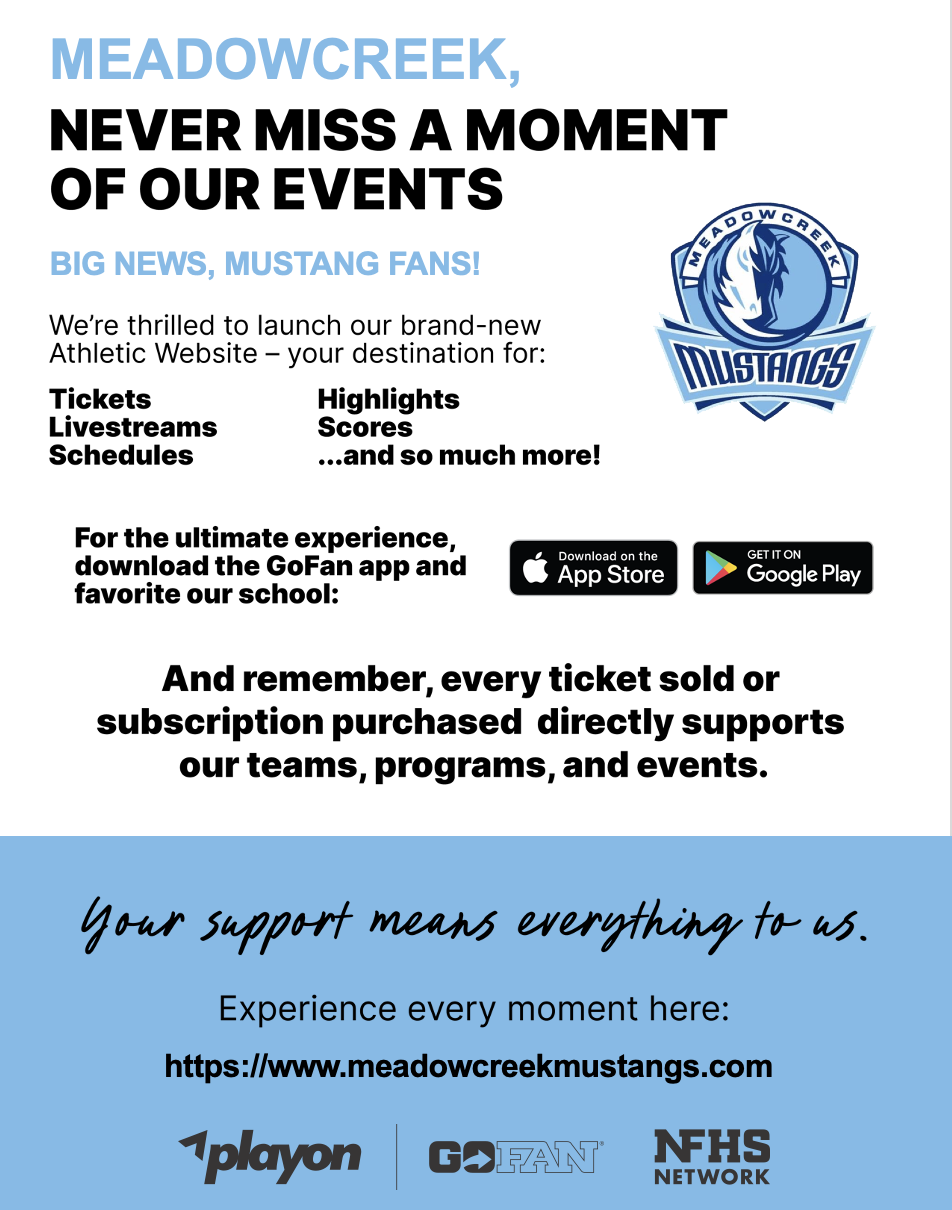 MEADOWCREEK,
NEVER MISS A MOMENT
OF OUR EVENTS
BIG NEWS, MUSTANG FANS!
We’re thrilled to launch our brand-new
Athletic Website – your destination for:
Tickets
Livestreams
Schedules
Highlights
Scores
...and so much more!
MEADOWCREEK
MUSTANGS
For the ultimate experience,
download the GoFan app and
favorite our school:
Download on the
App Store
GET IT ON
Google Play
And remember, every ticket sold or
subscription purchased  directly supports
our teams, programs, and events.
Your support means everything to us.
Experience every moment here:
https://www.meadowcreekmustangs.com
playon
GOFAN®
NFHS
NETWORK